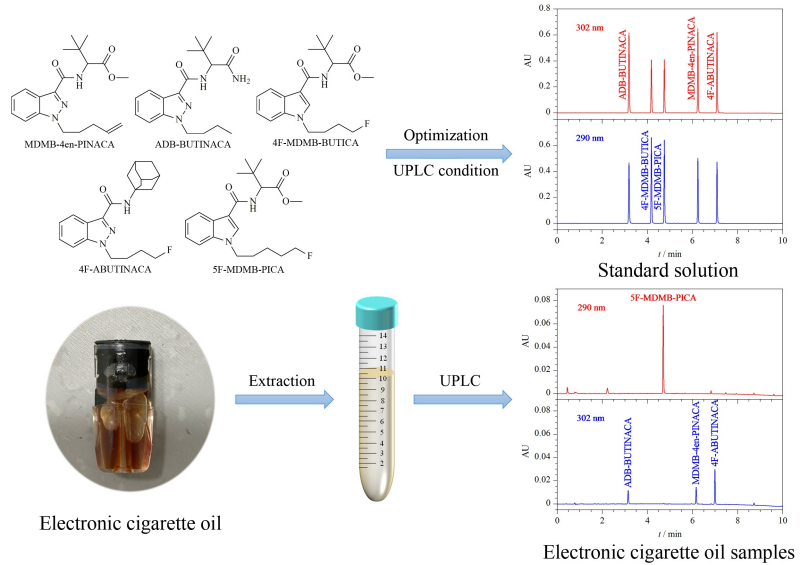 MDMB-4en-PINACA
ADB-BUTINACA
4F-MDMB-BUTICA
4F-ABUTINACA
5F-MDMB-PICA
O
O
N
H
O
N
N
O
NH2
N
H
O
N
N
O
O
N
H
O
N
F
O
N
H
N
N
F
O
O
N
H
O
N
F
Optimization
UPLC condition
0.8
0.6
0.4
0.2
0
AU
302 nm
ADB-BUTINACA
MDMB-4en-PINACA
4F-ABUTINACA
0.6
0.4
0.2
0
AU
290 nm
4F-MDMB-BUTICA
5F-MDMB-PICA
0 2 4 6 8 10
t / min
Standard solution
Electronic cigarette oil
Extraction
14
13
12
11
10
9
8
7
6
5
4
3
2
UPLC
0.08
0.06
0.04
0.02
0
AU
290 nm
5F-MDMB-PICA
0.08
0.06
0.04
0.02
0
AU
302 nm
ADB-BUTINACA
MDMB-4en-PINACA
4F-ABUTINACA
0 2 4 6 8 10
t / min
Electronic cigarette oil samples